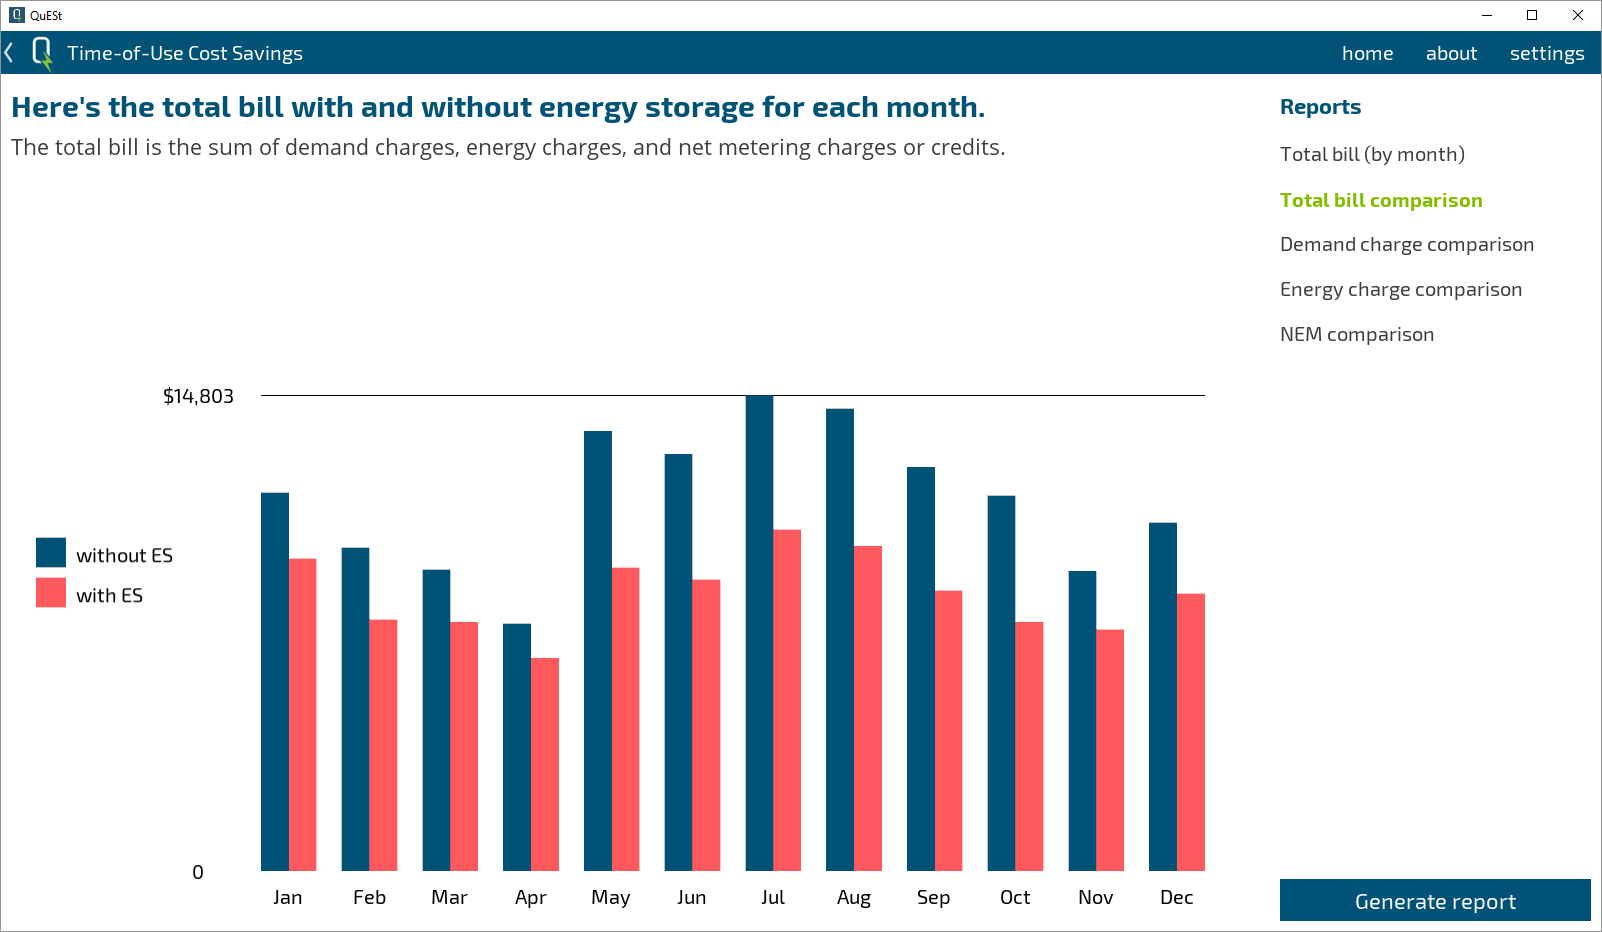 QuESt
Time-of-Use Cost Savings
home about settings
Here's the total bill with and without energy storage for each month.
The total bill is the sum of demand charges, energy charges, and net metering charges or credits.
Reports
Total bill (by month)
Total bill comparison
Demand charge comparison
Energy charge comparison
NEM comparison
$14,803
without ES
with ES
0
Jan Feb Mar Apr May Jun Jul Aug Sep Oct Nov Dec
Generate report